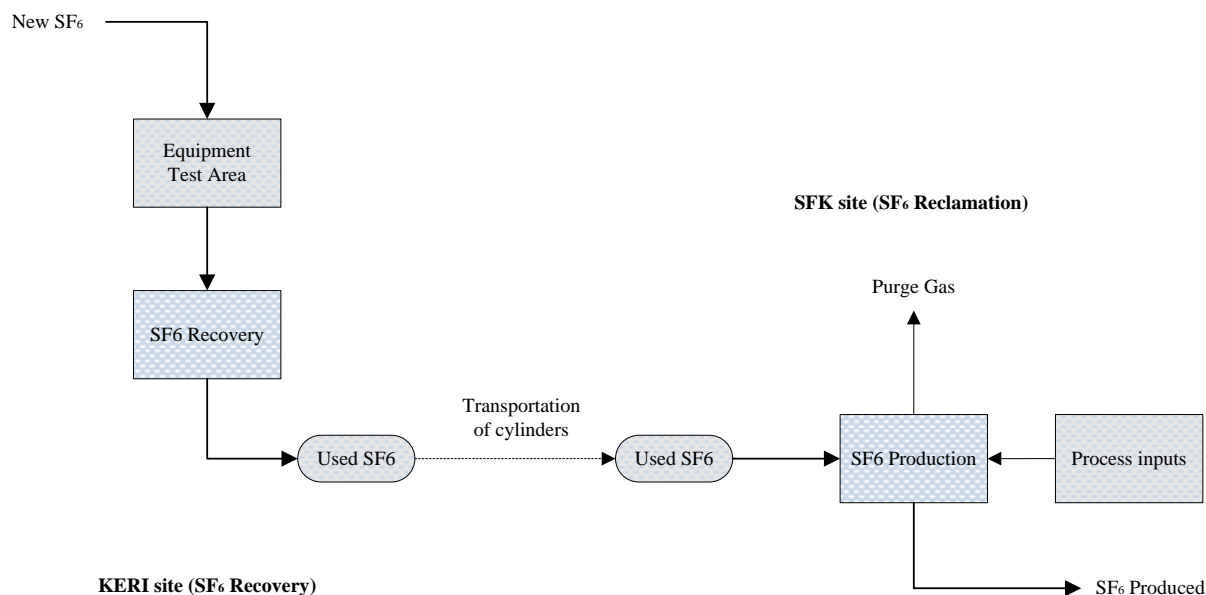 New SF₆
Equipment
Test Area
SFK site (SF₆ Reclamation)
Purge Gas
SF6 Recovery
Transportation
of cylinders
Used SF6
Used SF6
SF6 Production
Process inputs
KERI site (SF₆ Recovery)
SF₆ Produced